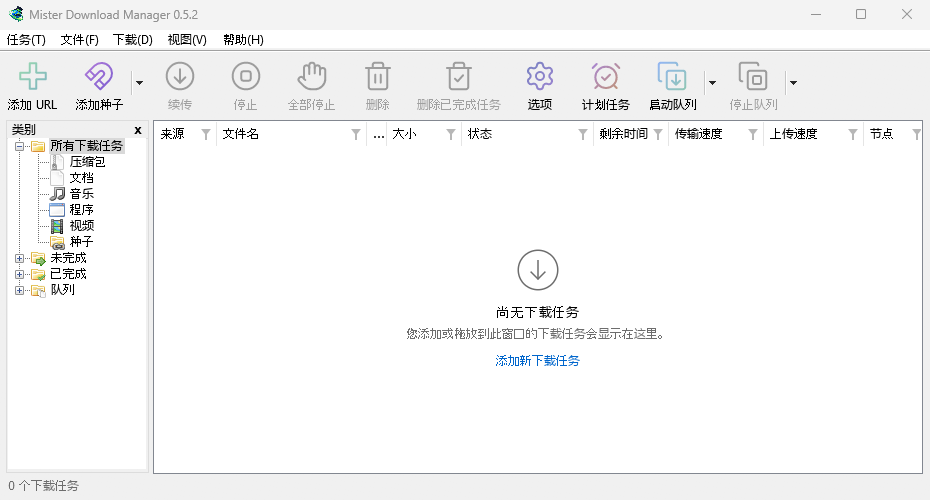 Mister Download Manager 0.5.2
任务(T) 文件(F) 下载(D) 视图(V) 帮助(H)
添加 URL 添加种子 续传 停止 全部停止 删除 删除已完成任务 选项 计划任务 启动队列 停止队列
类别 x
来源 文件名 ... 大小 状态 剩余时间 传输速度 上传速度 节点
所有下载任务
压缩包
文档
音乐
程序
视频
种子
未完成
已完成
队列
尚无下载任务
您添加或拖放到此窗口的下载任务会显示在这里。
添加新下载任务
0 个下载任务